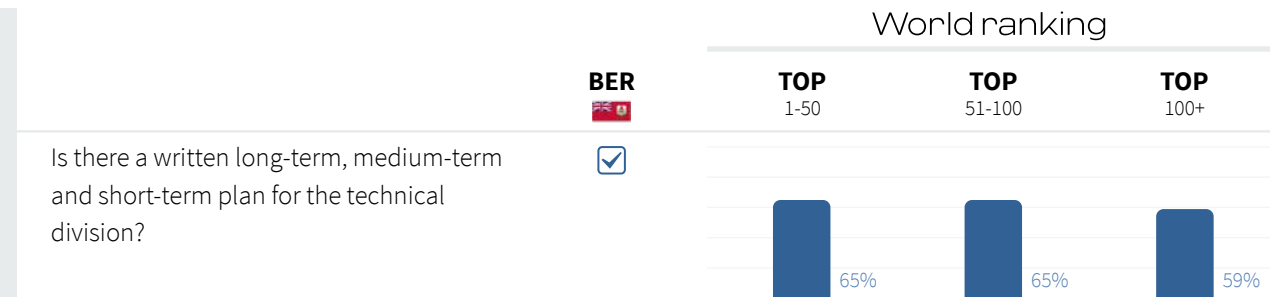 World ranking
BER TOP TOP TOP
1-50 51-100 100+
Is there a written long-term, medium-term
and short-term plan for the technical
division?
65% 65% 59%